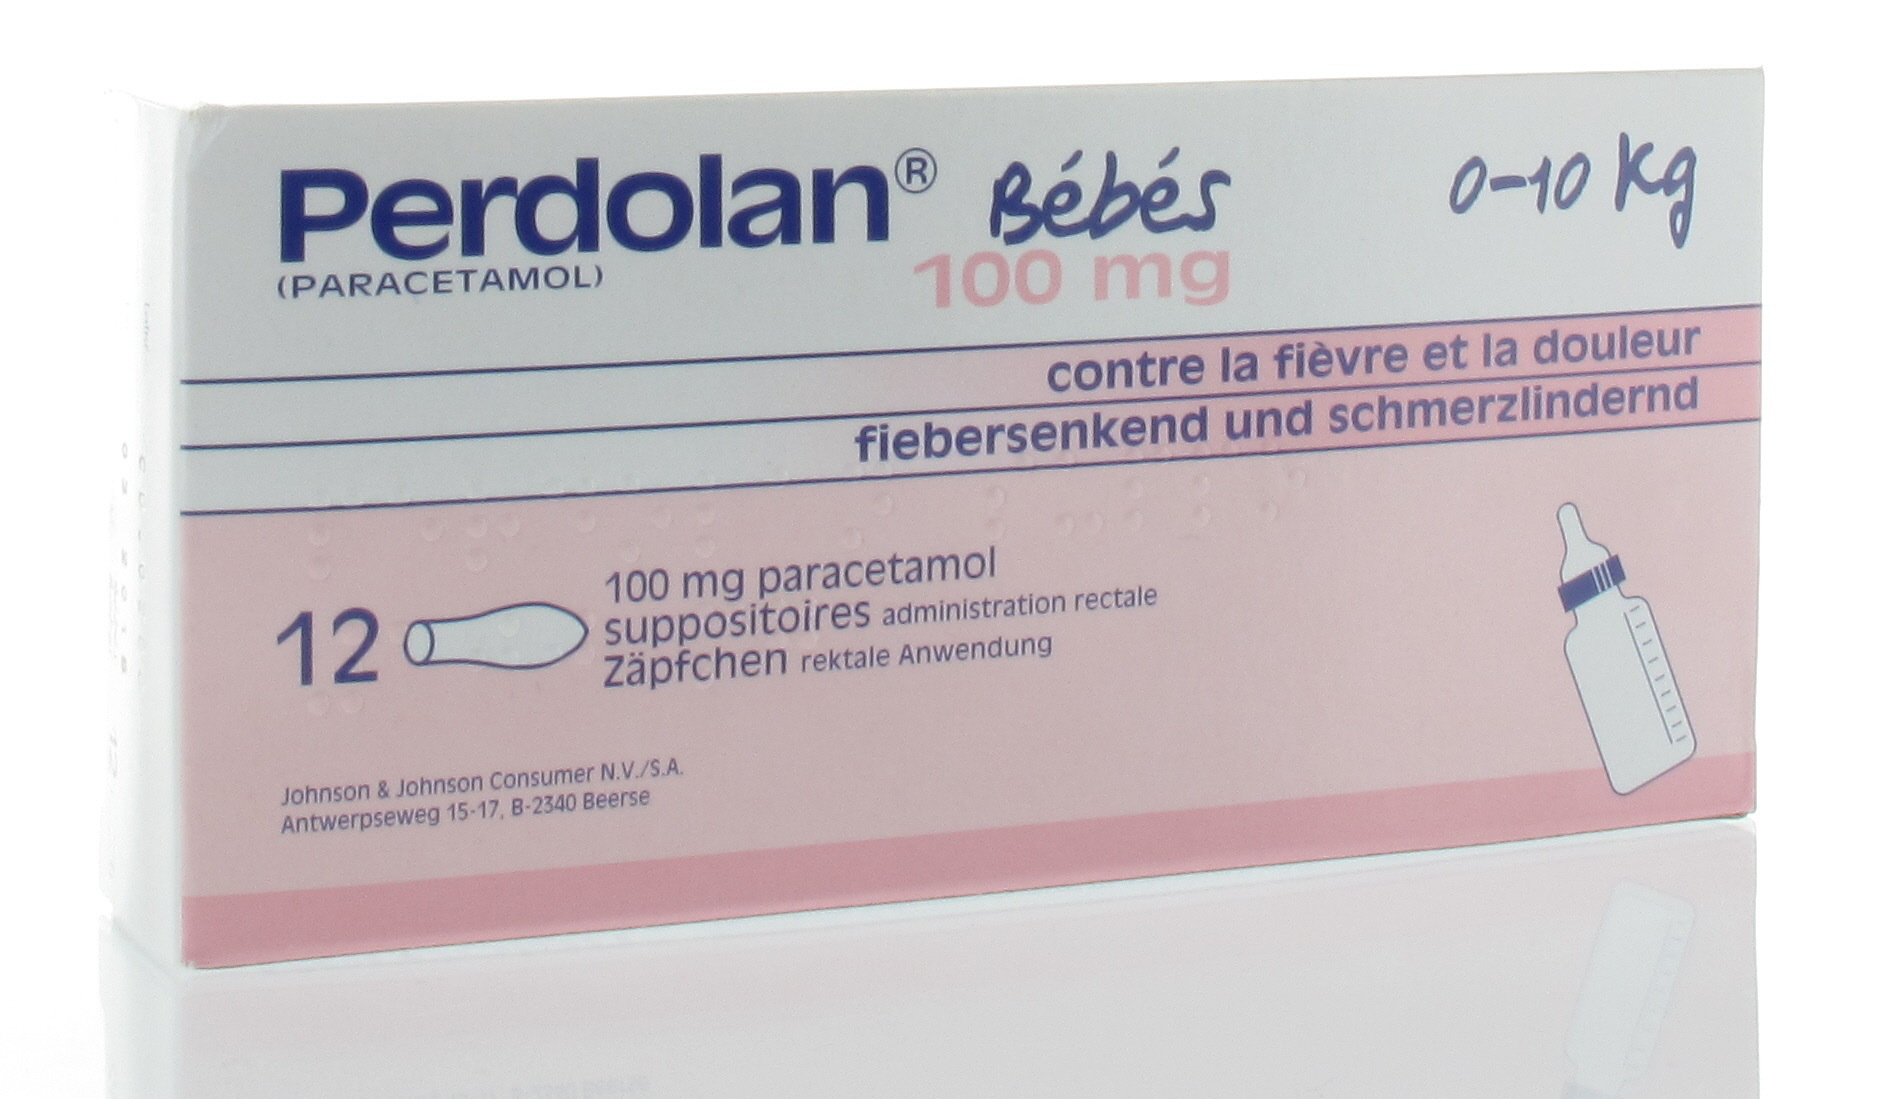 Perdolan® Bébés 0-10 Kg
(PARACETAMOL) 100 mg
contre la fièvre et la douleur
fiebersenkend und schmerzlindernd
12 100 mg paracetamol
suppositoires administration rectale
zäpfchen rektale Anwendung
Johnson & Johnson Consumer N.V./S.A.
Antwerpseweg 15-17, B-2340 Beerse